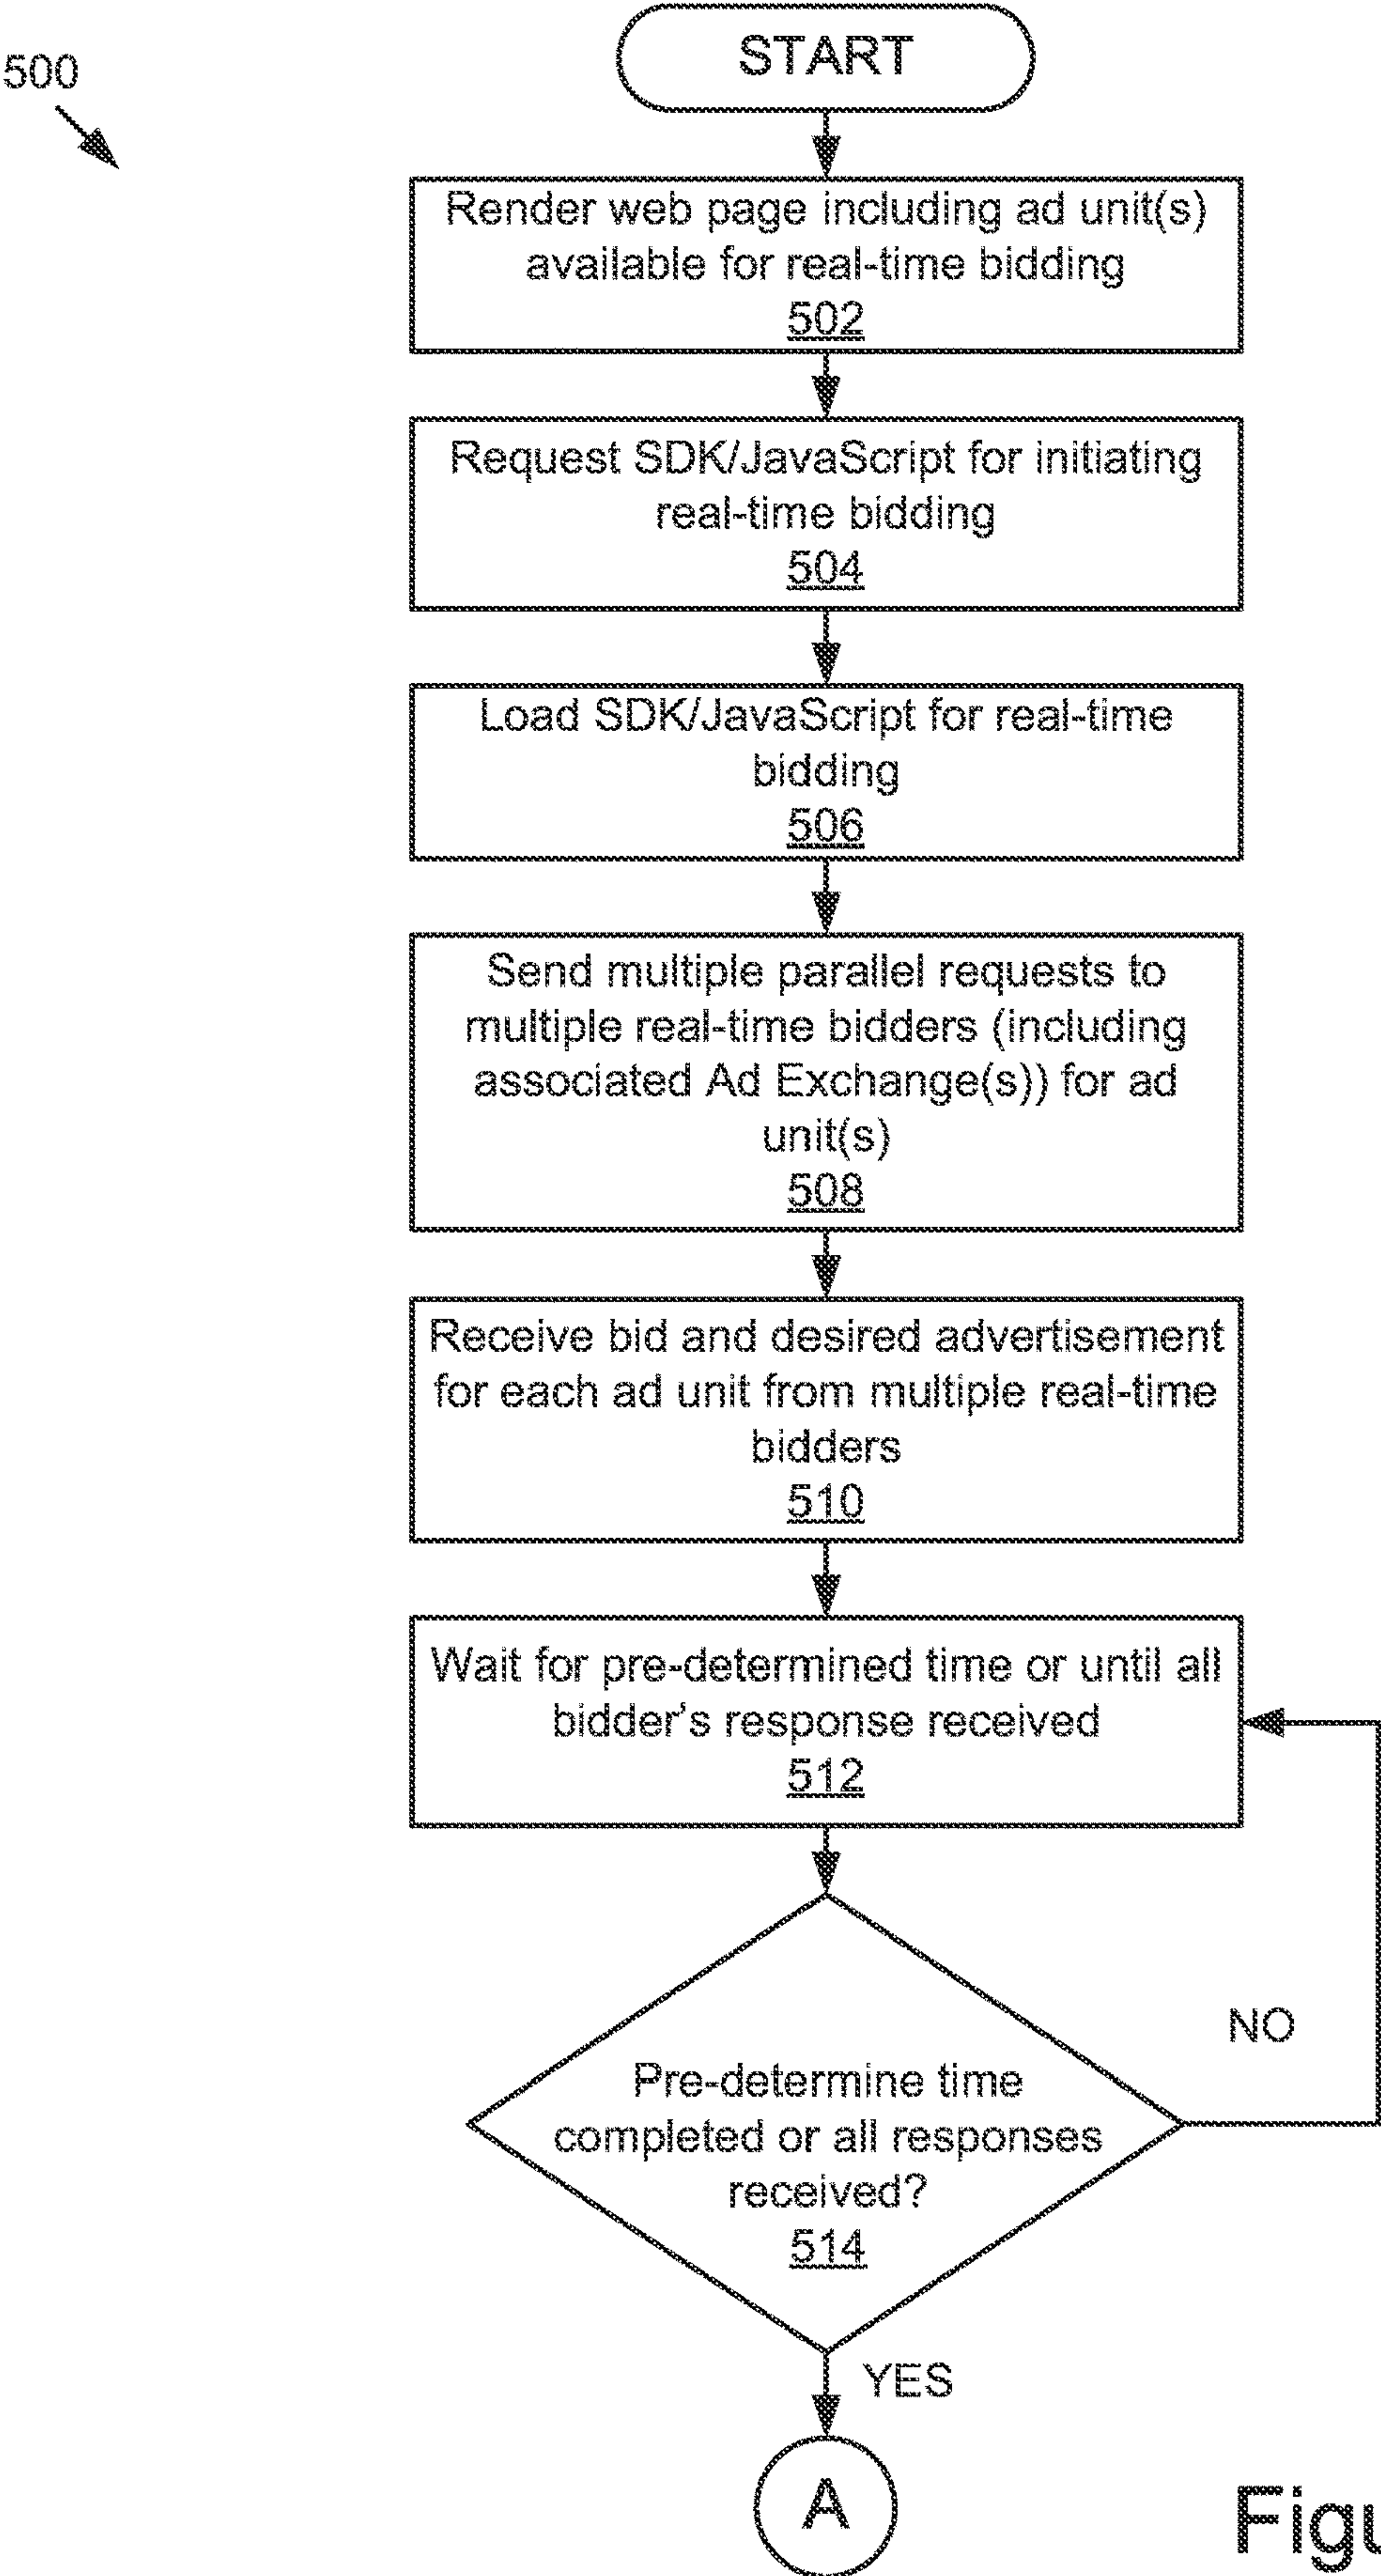 500
START
Render web page including ad unit(s)
available for real-time bidding
502
Request SDK/JavaScript for initiating
real-time bidding
504
Load SDK/JavaScript for real-time
bidding
506
Send multiple parallel requests to
multiple real-time bidders (including
associated Ad Exchange(s)) for ad
unit(s)
508
Receive bid and desired advertisement
for each ad unit from multiple real-time
bidders
510
Wait for pre-determined time or until all
bidder's response received
512
NO
Pre-determine time
completed or all responses
received?
514
YES
A